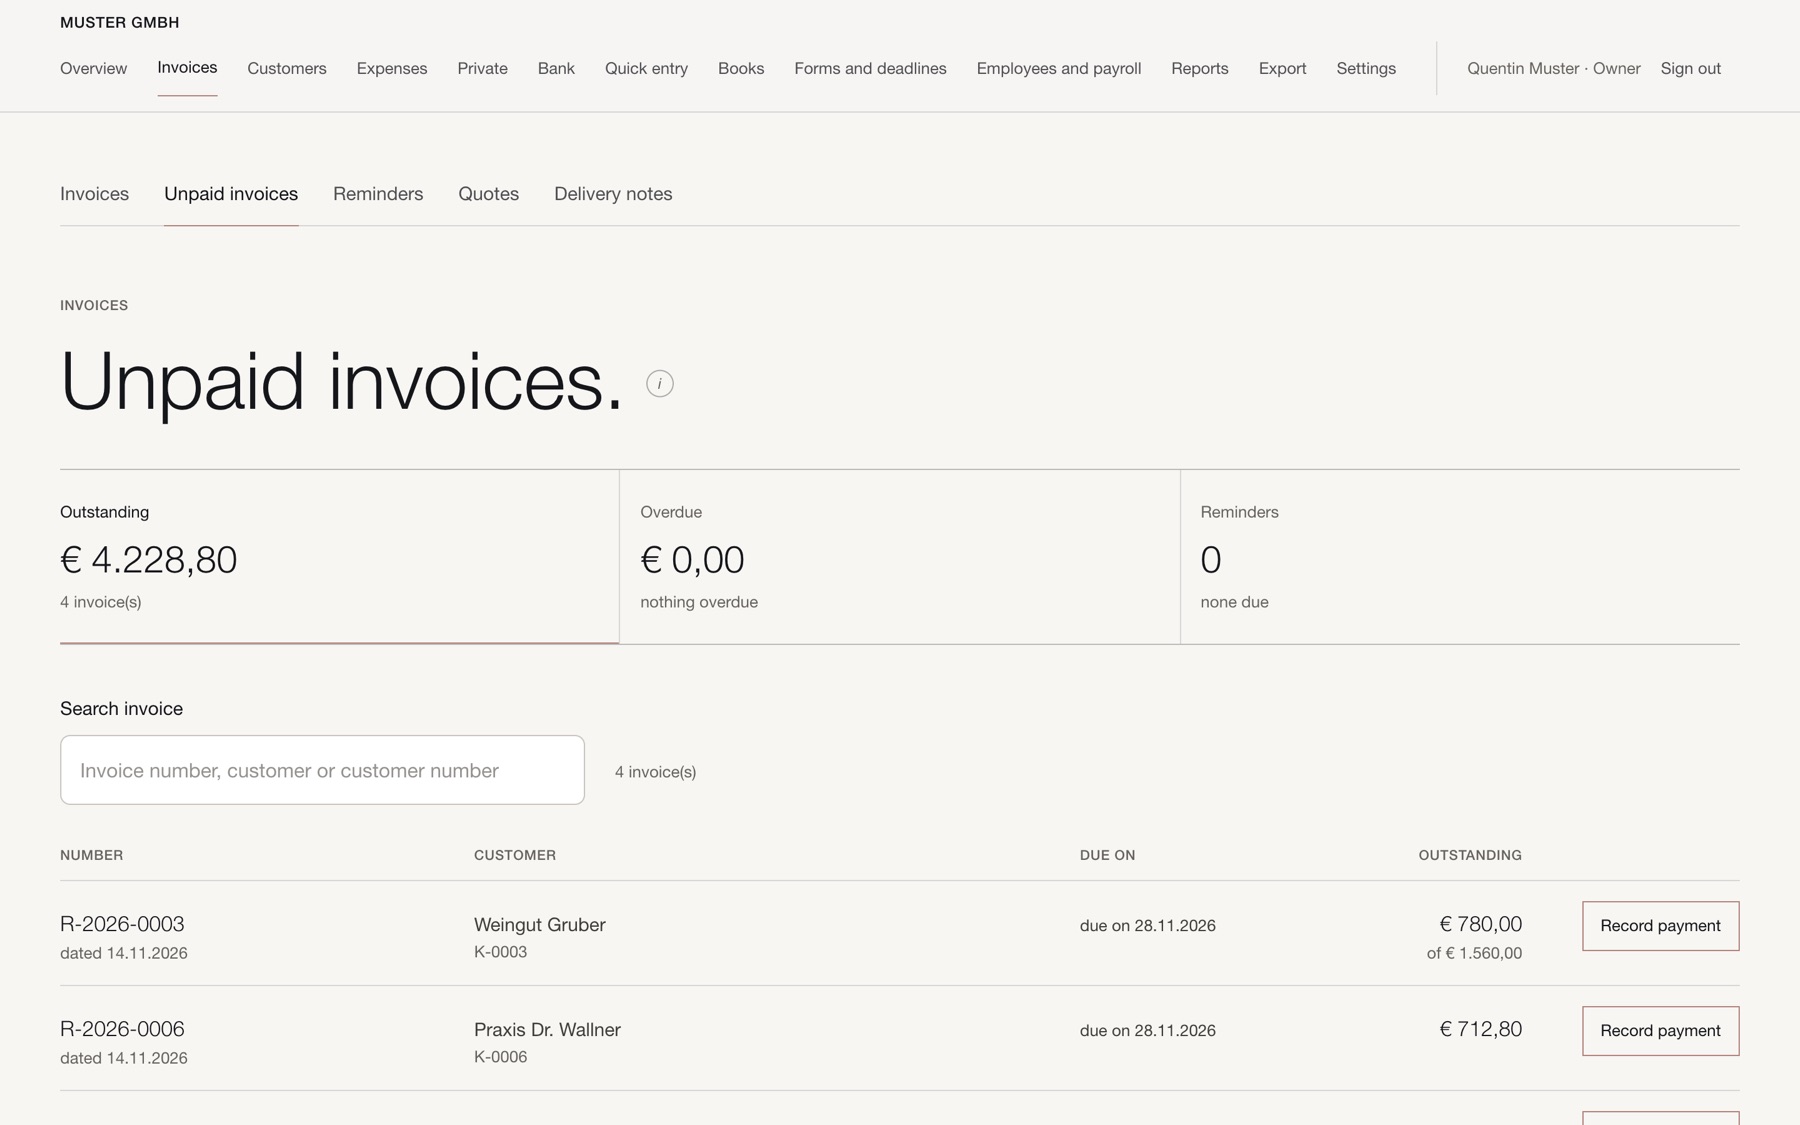 MUSTER GMBH
Overview Invoices Customers Expenses Private Bank Quick entry Books Forms and deadlines Employees and payroll Reports Export Settings Quentin Muster · Owner Sign out
Invoices Unpaid invoices Reminders Quotes Delivery notes
INVOICES
Unpaid invoices. i
Outstanding Overdue Reminders
€ 4.228,80 € 0,00 0
4 invoice(s) nothing overdue none due
Search invoice
Invoice number, customer or customer number 4 invoice(s)
NUMBER CUSTOMER DUE ON OUTSTANDING
R-2026-0003 Weingut Gruber due on 28.11.2026 € 780,00 Record payment
dated 14.11.2026 K-0003 of € 1.560,00
R-2026-0006 Praxis Dr. Wallner due on 28.11.2026 € 712,80 Record payment
dated 14.11.2026 K-0006